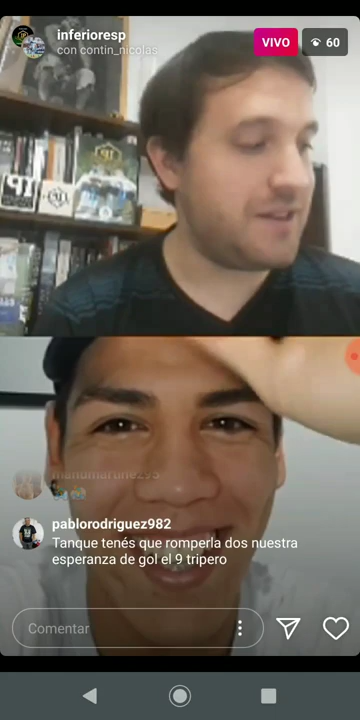 inferioresp
con contin_nicolas
VIVO
60
manumartinez95
pablorodriguez982
Tanque tenés que romperla dos nuestra
esperanza de gol el 9 tripero
Comentar